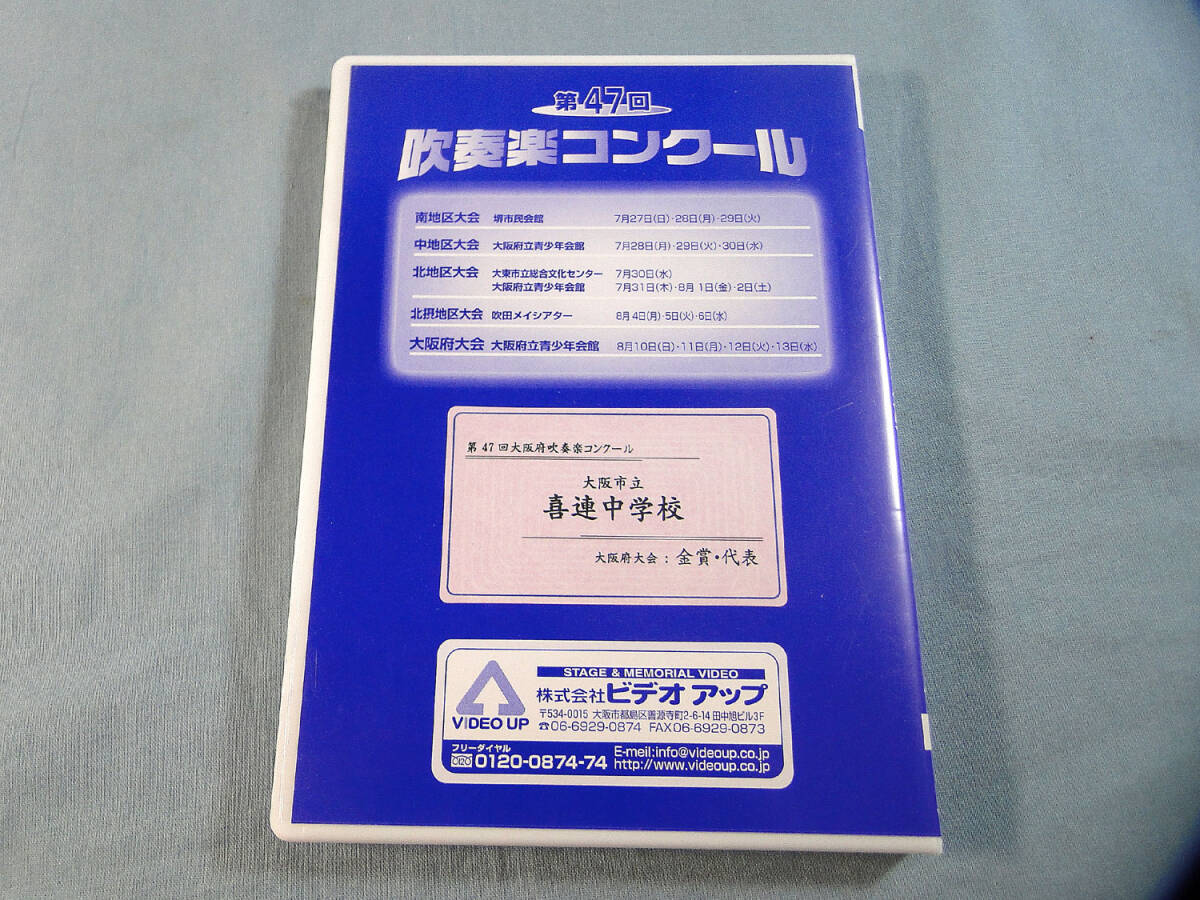 第47回
吹奏楽コンクール
南地区大会 堺市民会館 7月27日(日)・28日(月)・29日(火)
中地区大会 大阪府立青少年会館 7月28日(月)・29日(火)・30日(水)
北地区大会 大東市立総合文化センター 7月30日(水)
大阪府立青少年会館 7月31日(木)・8月1日(金)・2日(土)
北摂地区大会 吹田メイシアター 8月4日(月)・5日(火)・6日(水)
大阪府大会 大阪府立青少年会館 8月10日(日)・11日(月)・12日(火)・13日(水)
第47回大阪府吹奏楽コンクール
大阪市立
喜連中学校
大阪府大会：金賞・代表
STAGE & MEMORIAL VIDEO
株式会社ビデオアップ
VIDEO UP
〒534-0015 大阪市都島区善源寺町2-6-14田中旭ビル3F
☎06-6929-0874 FAX06-6929-0873
フリーダイヤル
0120 0120-0874-74
E-meil:info@videoup.co.jp
http://www.videoup.co.jp